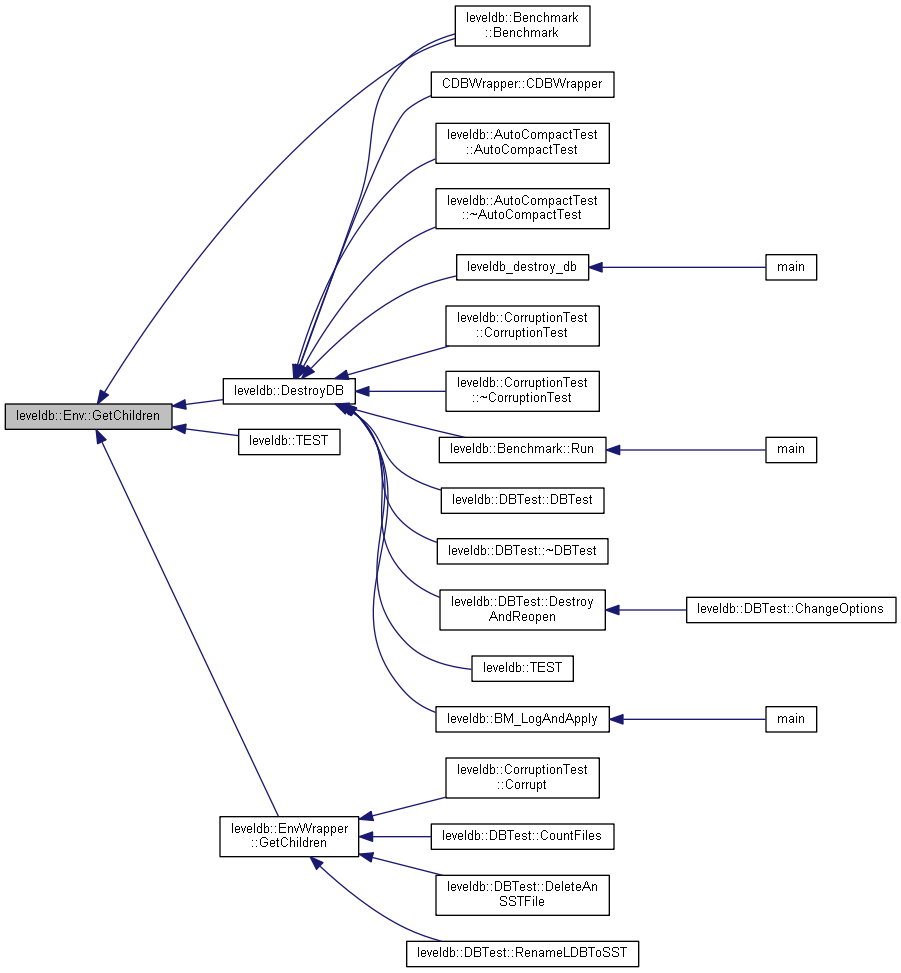 leveldb::Benchmark
::Benchmark
CDBWrapper::CDBWrapper
leveldb::AutoCompactTest
::AutoCompactTest
leveldb::AutoCompactTest
::~AutoCompactTest
leveldb_destroy_db
main
leveldb::CorruptionTest
::CorruptionTest
leveldb::DestroyDB
leveldb::CorruptionTest
::~CorruptionTest
leveldb::Env::GetChildren
leveldb::TEST
leveldb::Benchmark::Run
main
leveldb::DBTest::DBTest
leveldb::DBTest::~DBTest
leveldb::DBTest::Destroy
AndReopen
leveldb::DBTest::ChangeOptions
leveldb::TEST
leveldb::BM_LogAndApply
main
leveldb::CorruptionTest
::Corrupt
leveldb::EnvWrapper
::GetChildren
leveldb::DBTest::CountFiles
leveldb::DBTest::DeleteAn
SSTFile
leveldb::DBTest::RenameLDBToSST